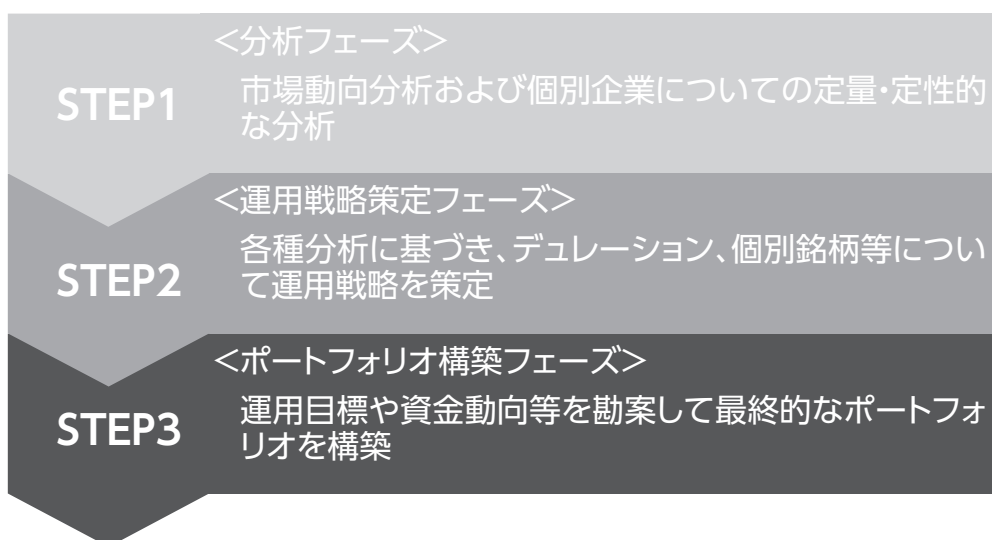 STEP1
<分析フェーズ>
市場動向分析および個別企業についての定量・定性的
な分析
STEP2
<運用戦略策定フェーズ>
各種分析に基づき、デュレーション、個別銘柄等につい
て運用戦略を策定
STEP3
<ポートフォリオ構築フェーズ>
運用目標や資金動向等を勘案して最終的なポートフォ
リオを構築